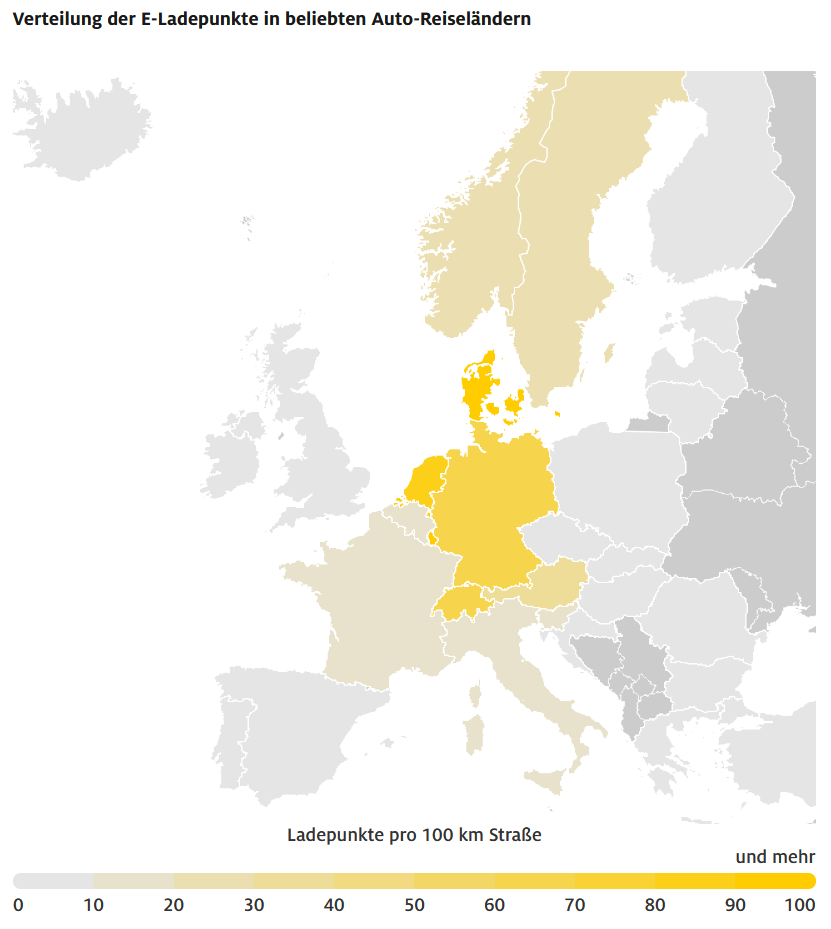 Verteilung der E-Ladepunkte in beliebten Auto-Reiseländern
Ladepunkte pro 100 km Straße
und mehr
0 10 20 30 40 50 60 70 80 90 100